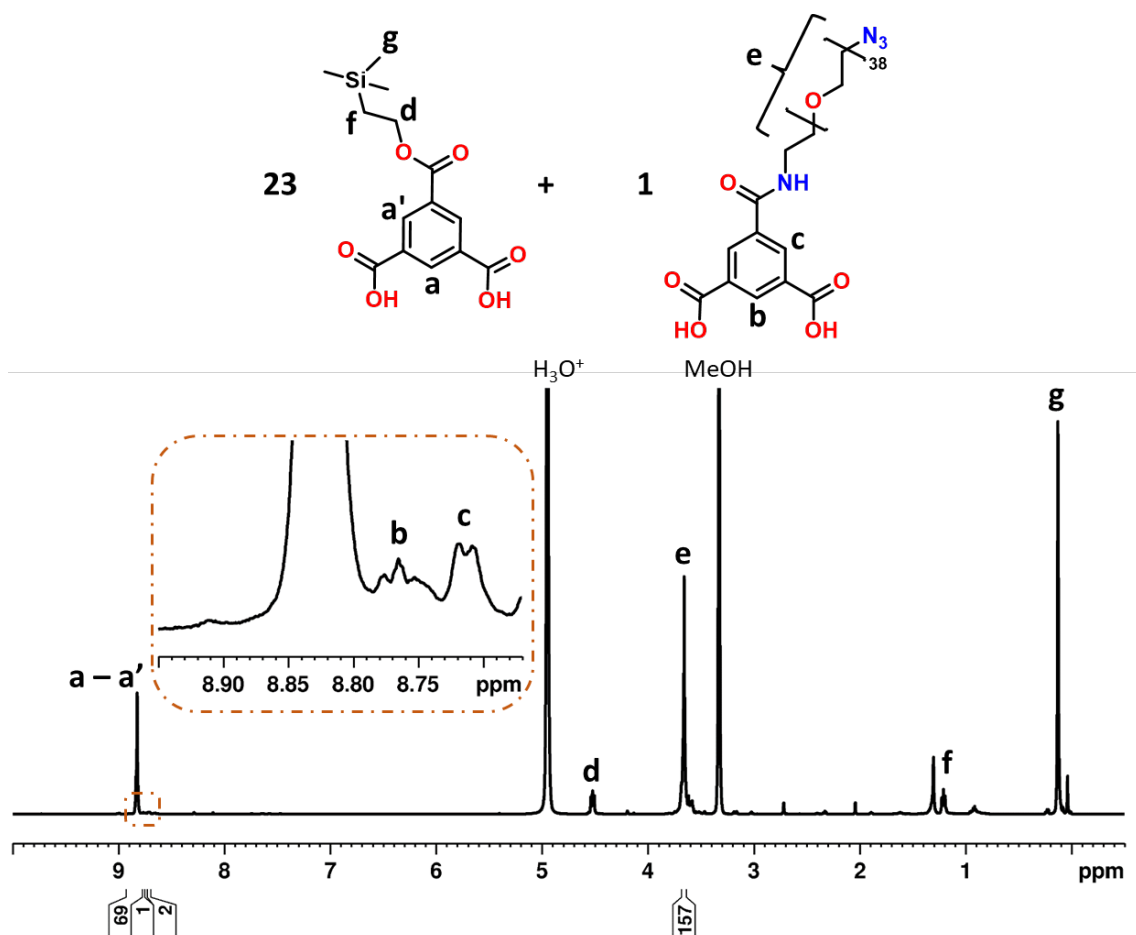 g
Si
f
d
O
O
23
a'
O
O
OH
a
OH
+
1
e
N3
38
O
O
NH
c
O
O
HO
b
OH
H3O+
MeOH
g
b
c
8.90 8.85 8.80 8.75 ppm
a – a'
e
d
f
9 8 7 6 5 4 3 2 1 ppm
69 1 2 157